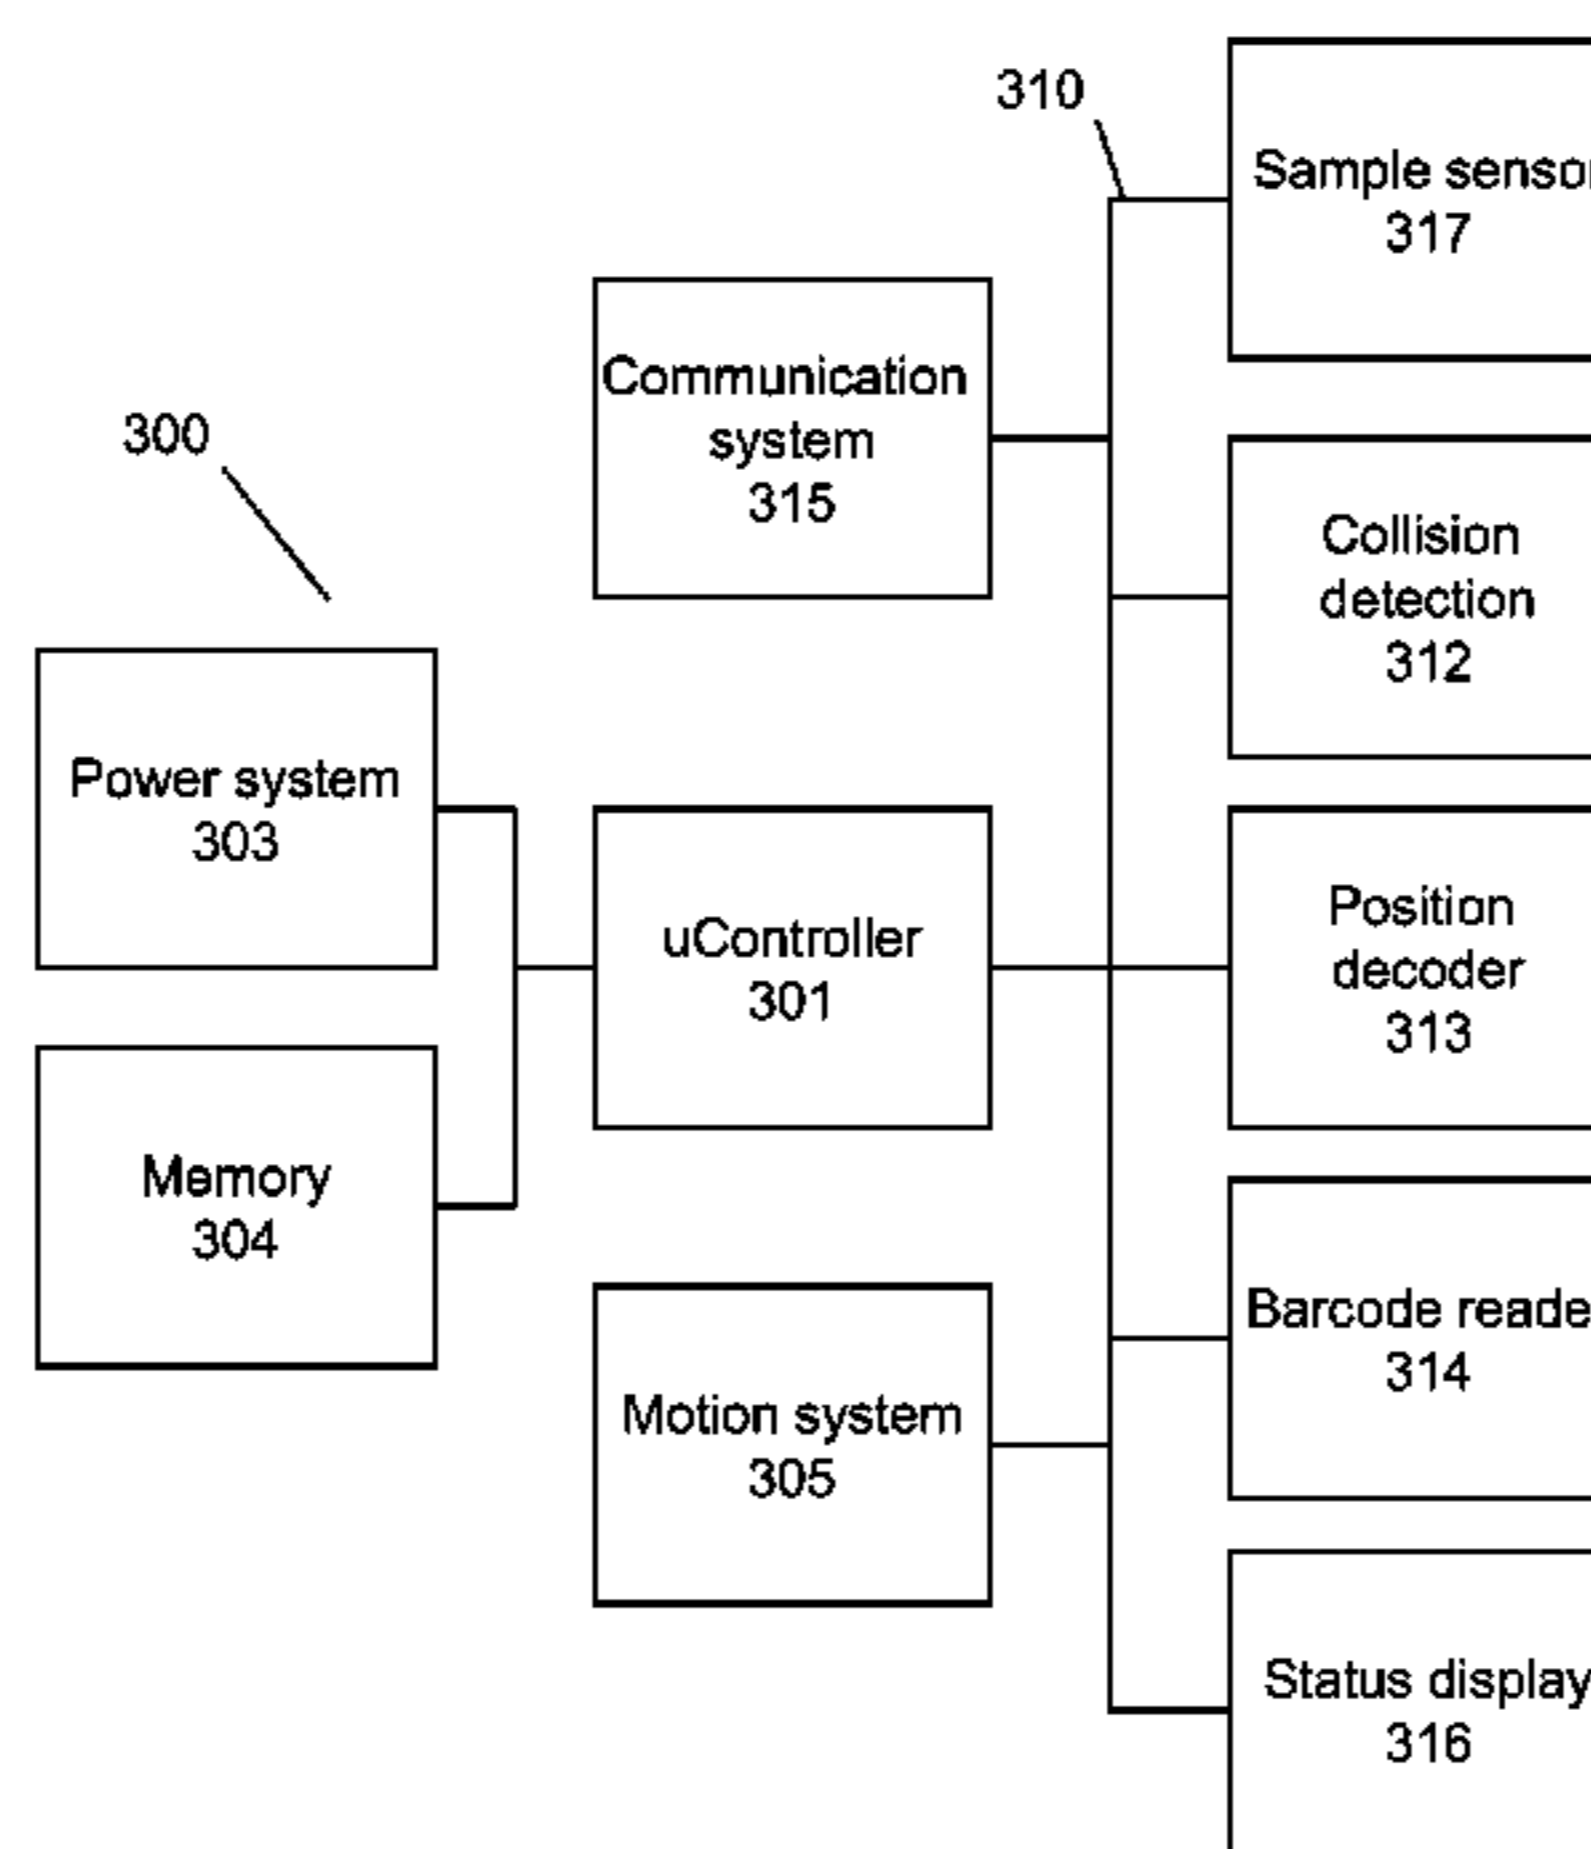 310
Sample sensor
317
Communication
system
315
300
Collision
detection
312
Power system
303
uController
301
Position
decoder
313
Memory
304
Barcode reade
314
Motion system
305
Status display
316